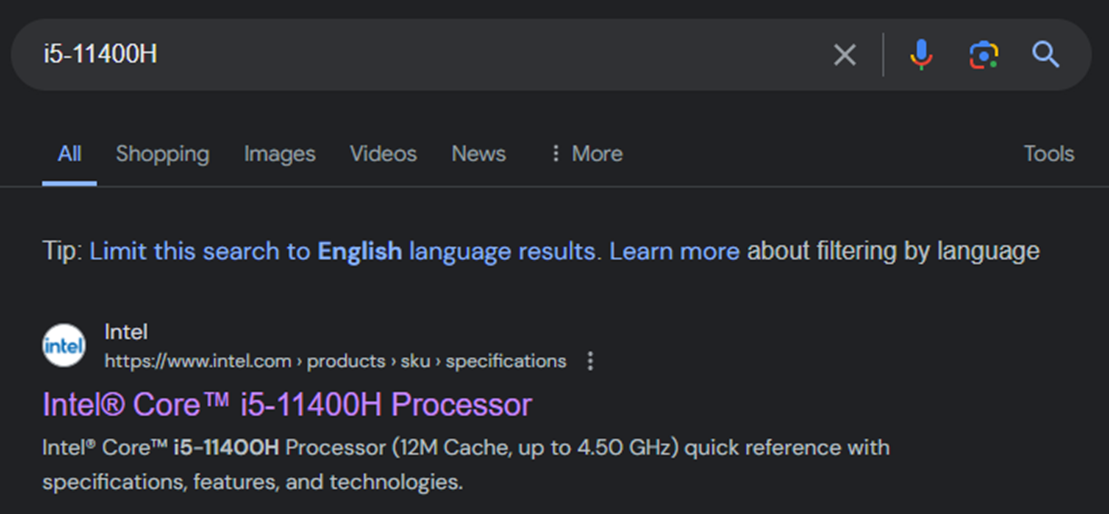 i5-11400H
All Shopping Images Videos News More Tools
Tip: Limit this search to English language results. Learn more about filtering by language
intel Intel
https://www.intel.com › products › sku › specifications
Intel® Core™ i5-11400H Processor
Intel® Core™ i5-11400H Processor (12M Cache, up to 4.50 GHz) quick reference with
specifications, features, and technologies.